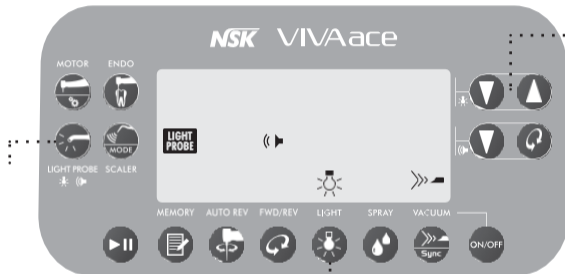 NSK VIVAace
MOTOR ENDO
MODE
LIGHT PROBE SCALER
LIGHT
PROBE
MEMORY AUTO REV FWD/REV LIGHT SPRAY VACUUM
Sync
ON/OFF